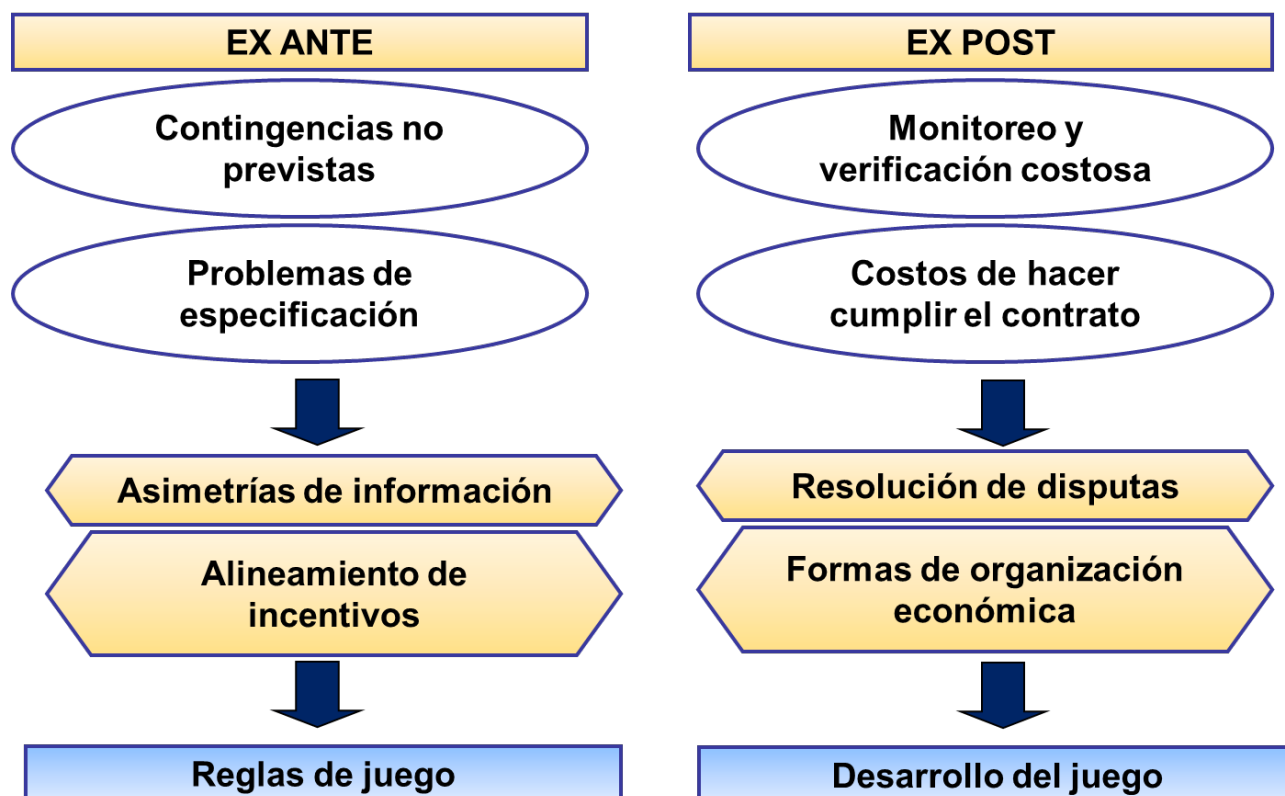 EX ANTE
Contingencias no
previstas
Problemas de
especificación
Asimetrías de información
Alineamiento de
incentivos
Reglas de juego
EX POST
Monitoreo y
verificación costosa
Costos de hacer
cumplir el contrato
Resolución de disputas
Formas de organización
económica
Desarrollo del juego